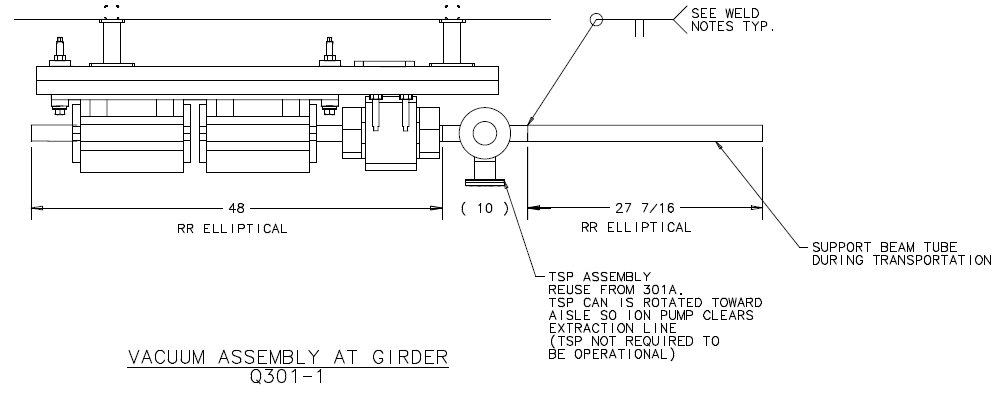 SEE WELD
NOTES TYP.
48
( 10 )
27 7/16
RR ELLIPTICAL
RR ELLIPTICAL
SUPPORT BEAM TUBE
DURING TRANSPORTATION
TSP ASSEMBLY
REUSE FROM 301A.
TSP CAN IS ROTATED TOWARD
AISLE SO ION PUMP CLEARS
EXTRACTION LINE
(TSP NOT REQUIRED TO
BE OPERATIONAL)
VACUUM ASSEMBLY AT GIRDER
Q301-1